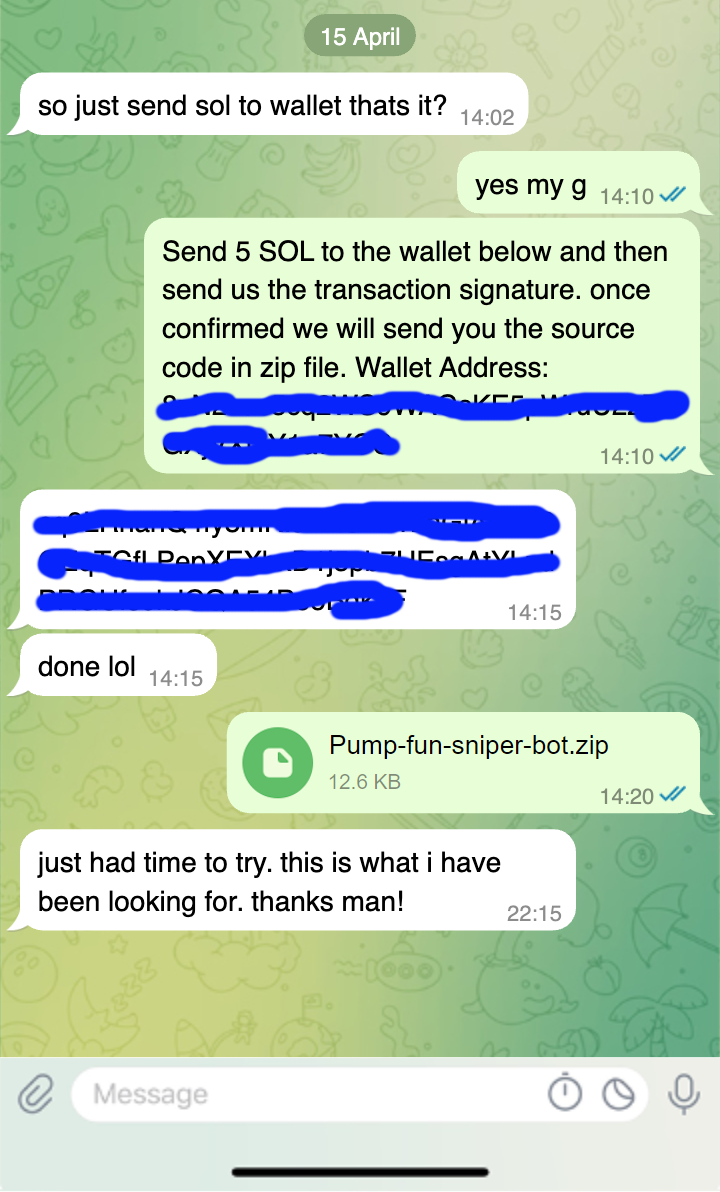 15 April
so just send sol to wallet thats it? 14:02
yes my g 14:10
Send 5 SOL to the wallet below and then
send us the transaction signature. once
confirmed we will send you the source
code in zip file. Wallet Address:
14:10
14:15
done lol 14:15
Pump-fun-sniper-bot.zip
12.6 KB
14:20
just had time to try. this is what i have
been looking for. thanks man! 22:15
Message